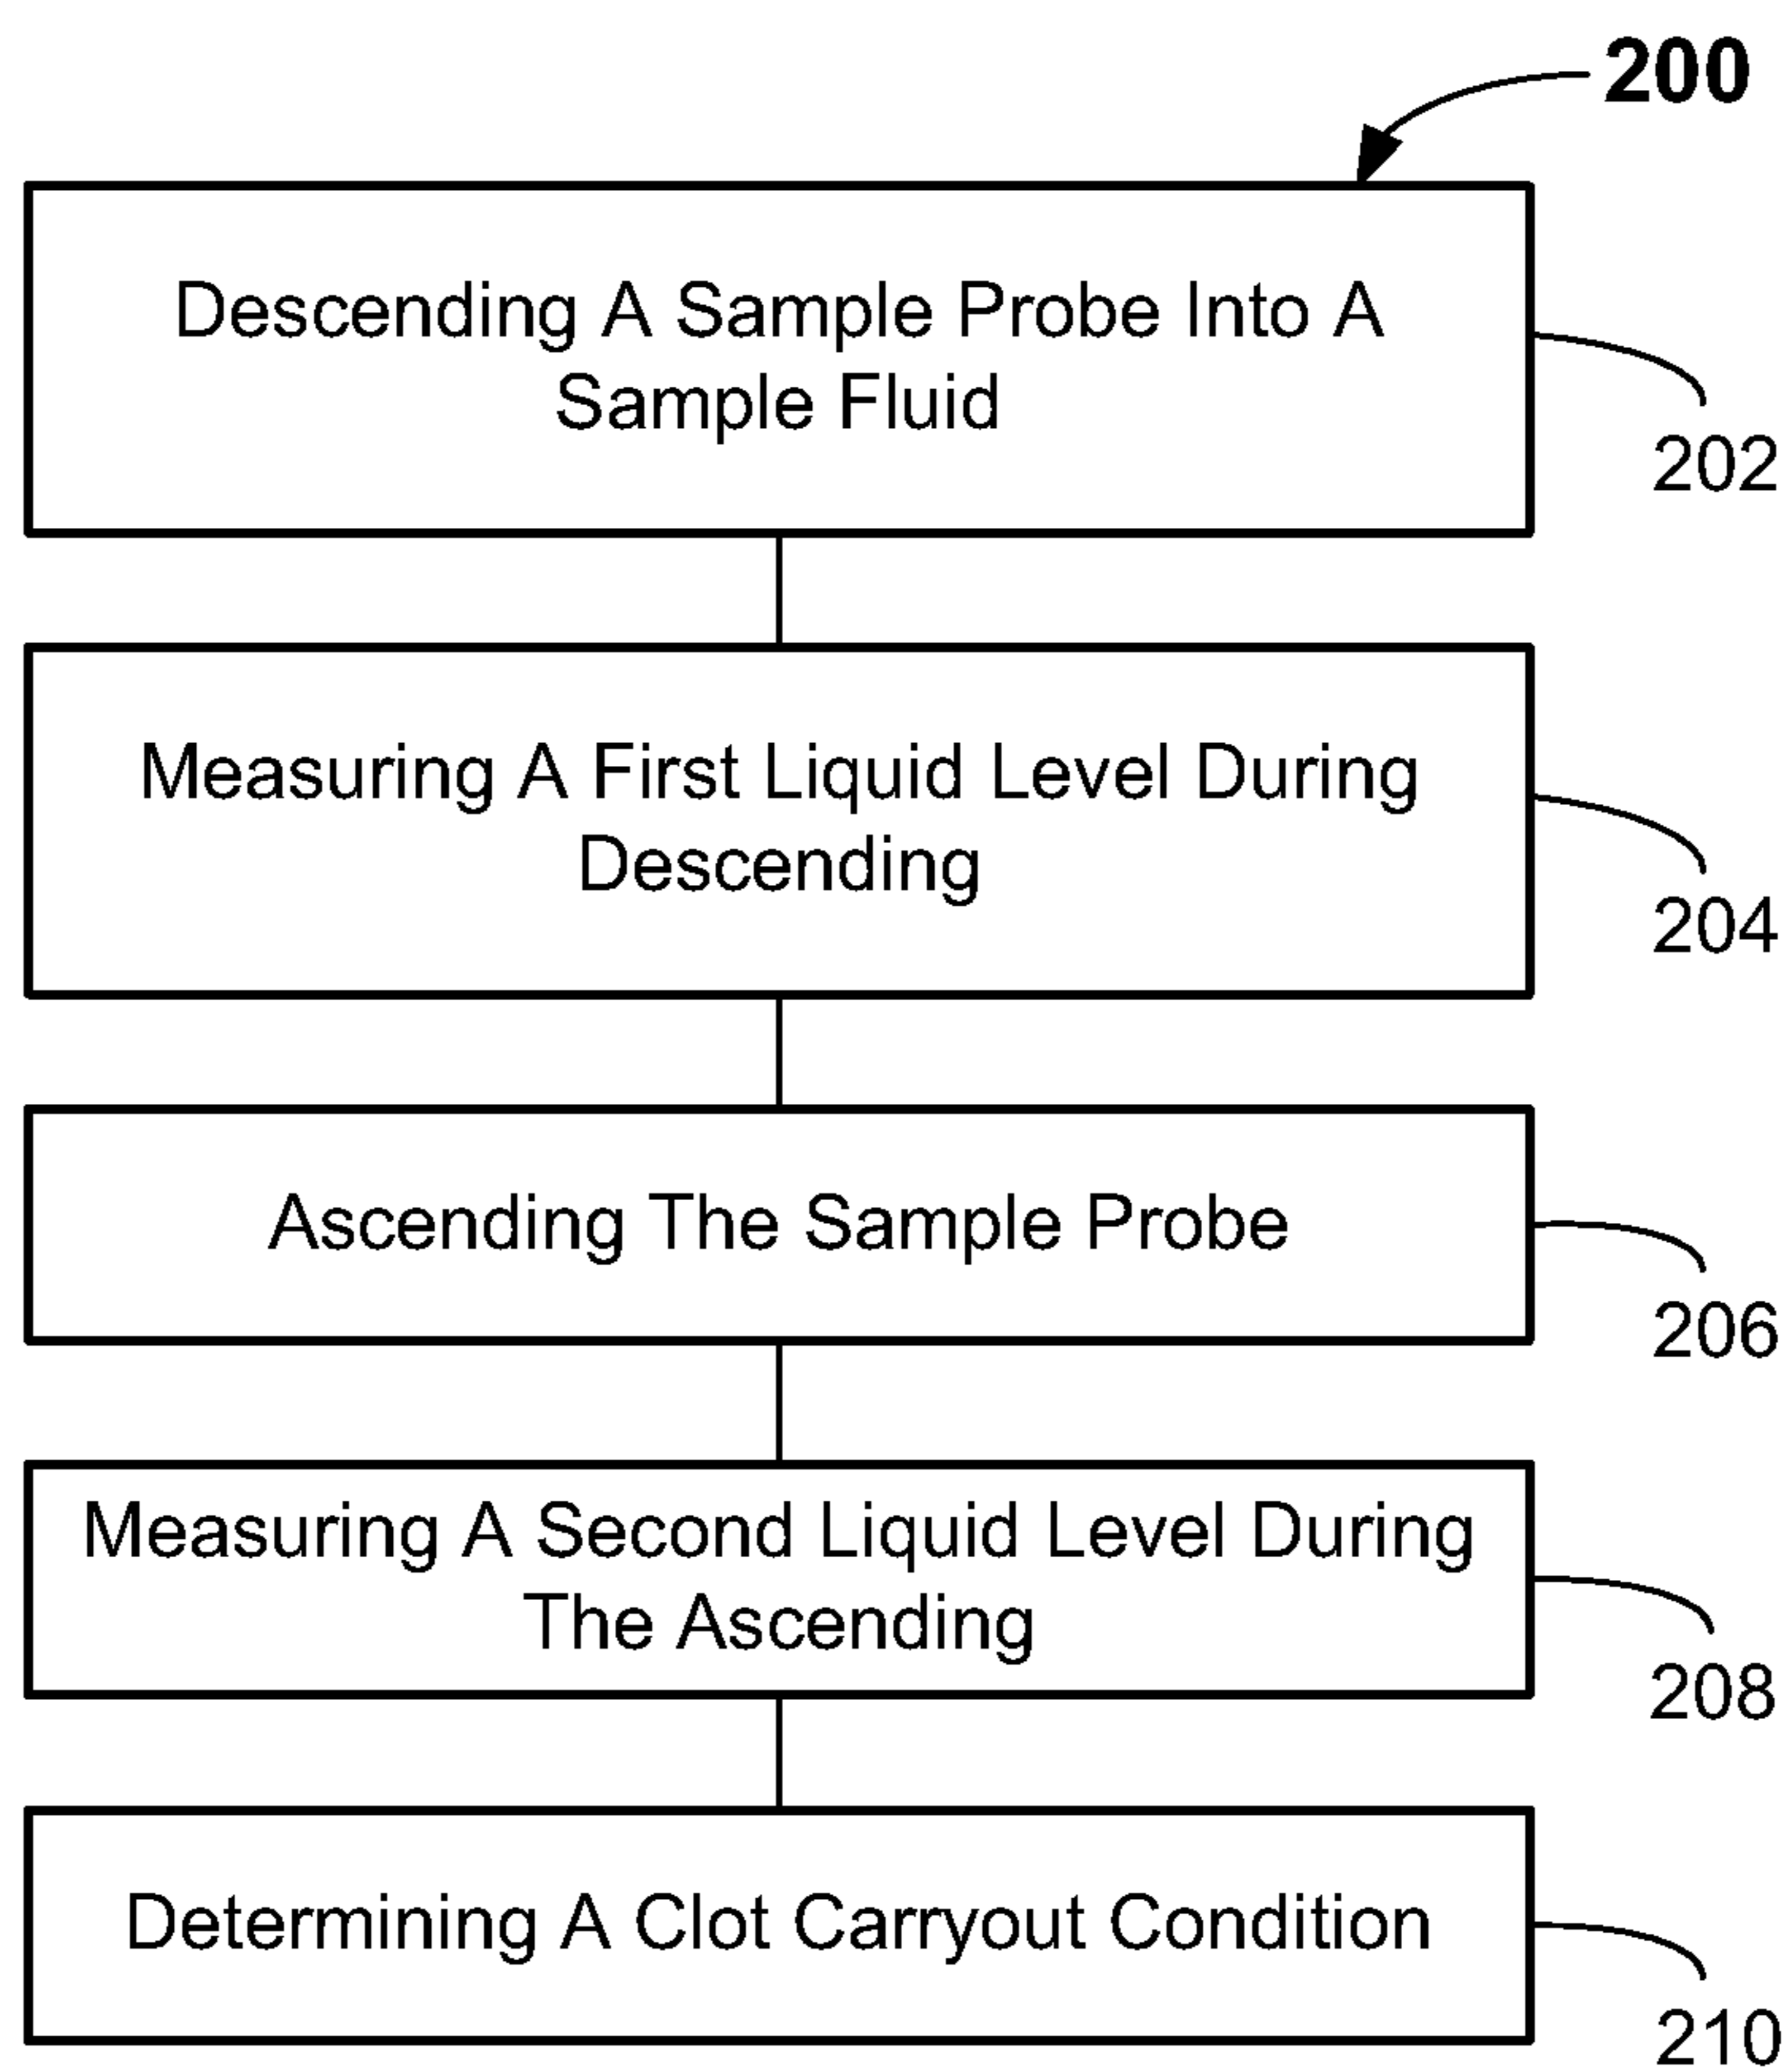 200
Descending A Sample Probe Into A
Sample Fluid
202
Measuring A First Liquid Level During
Descending
204
Ascending The Sample Probe
206
Measuring A Second Liquid Level During
The Ascending
208
Determining A Clot Carryout Condition
210